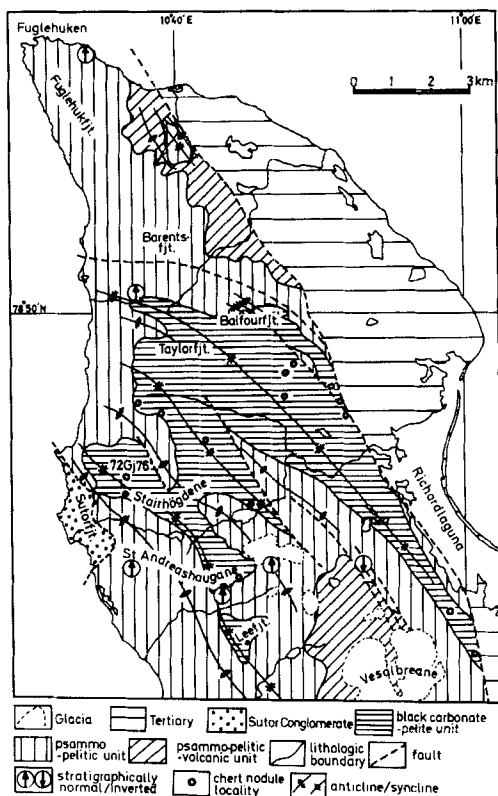 Fuglehuken
10°40'E
11°00'E
Fuglehukfjt.
0 1 2 3km
Barents-
fjt.
78°50'N
Balfourfjt.
Taylorfjt.
72Gj76
Stairhögdene
Sutorfjt.
Richardlaguna
St Andreashaugane
Leefjt.
Vesalbreane
Glacia
Tertiary
Sutor Conglomerate
black carbonate
-pelite unit
psammo
-pelitic unit
psammo-pelitic
-volcanic unit
lithologic
boundary
fault
stratigraphically
normal/inverted
chert nodule
locality
anticline/syncline